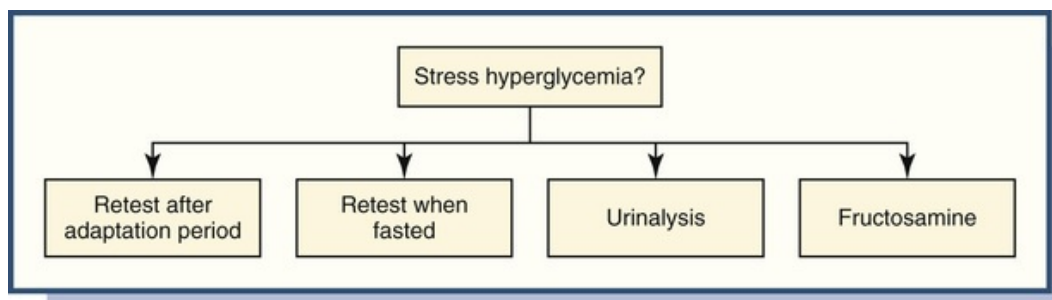 Stress hyperglycemia?
Retest after
adaptation period
Retest when
fasted
Urinalysis
Fructosamine